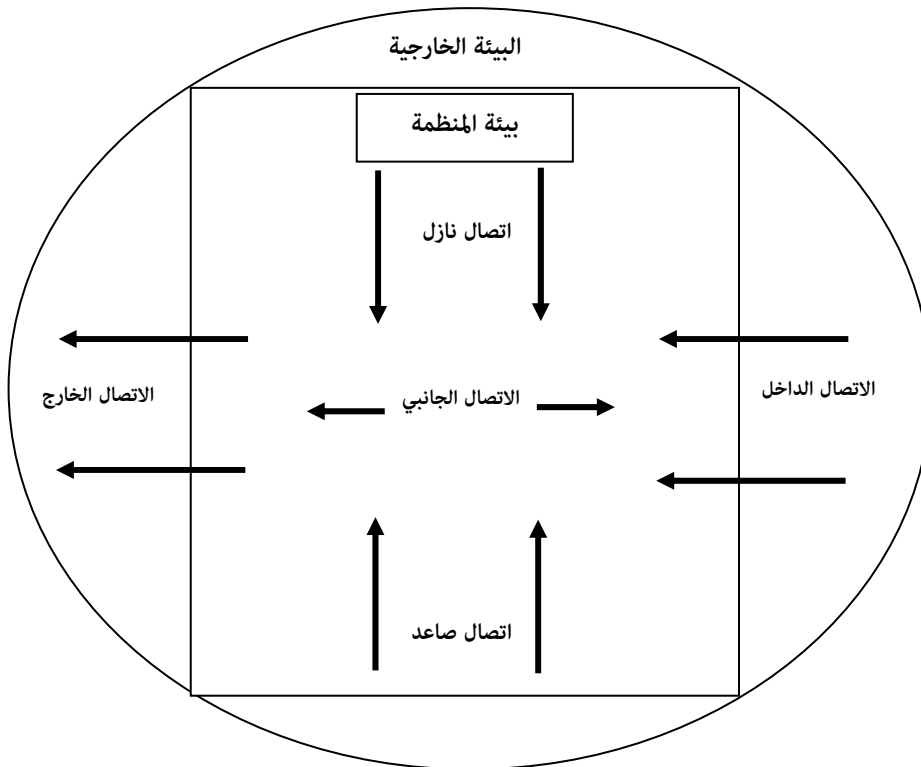 البيئة الخارجية
بيئة المنظمة
اتصال نازل
الاتصال الداخل
الاتصال الجانبي
الاتصال الخارج
اتصال صاعد